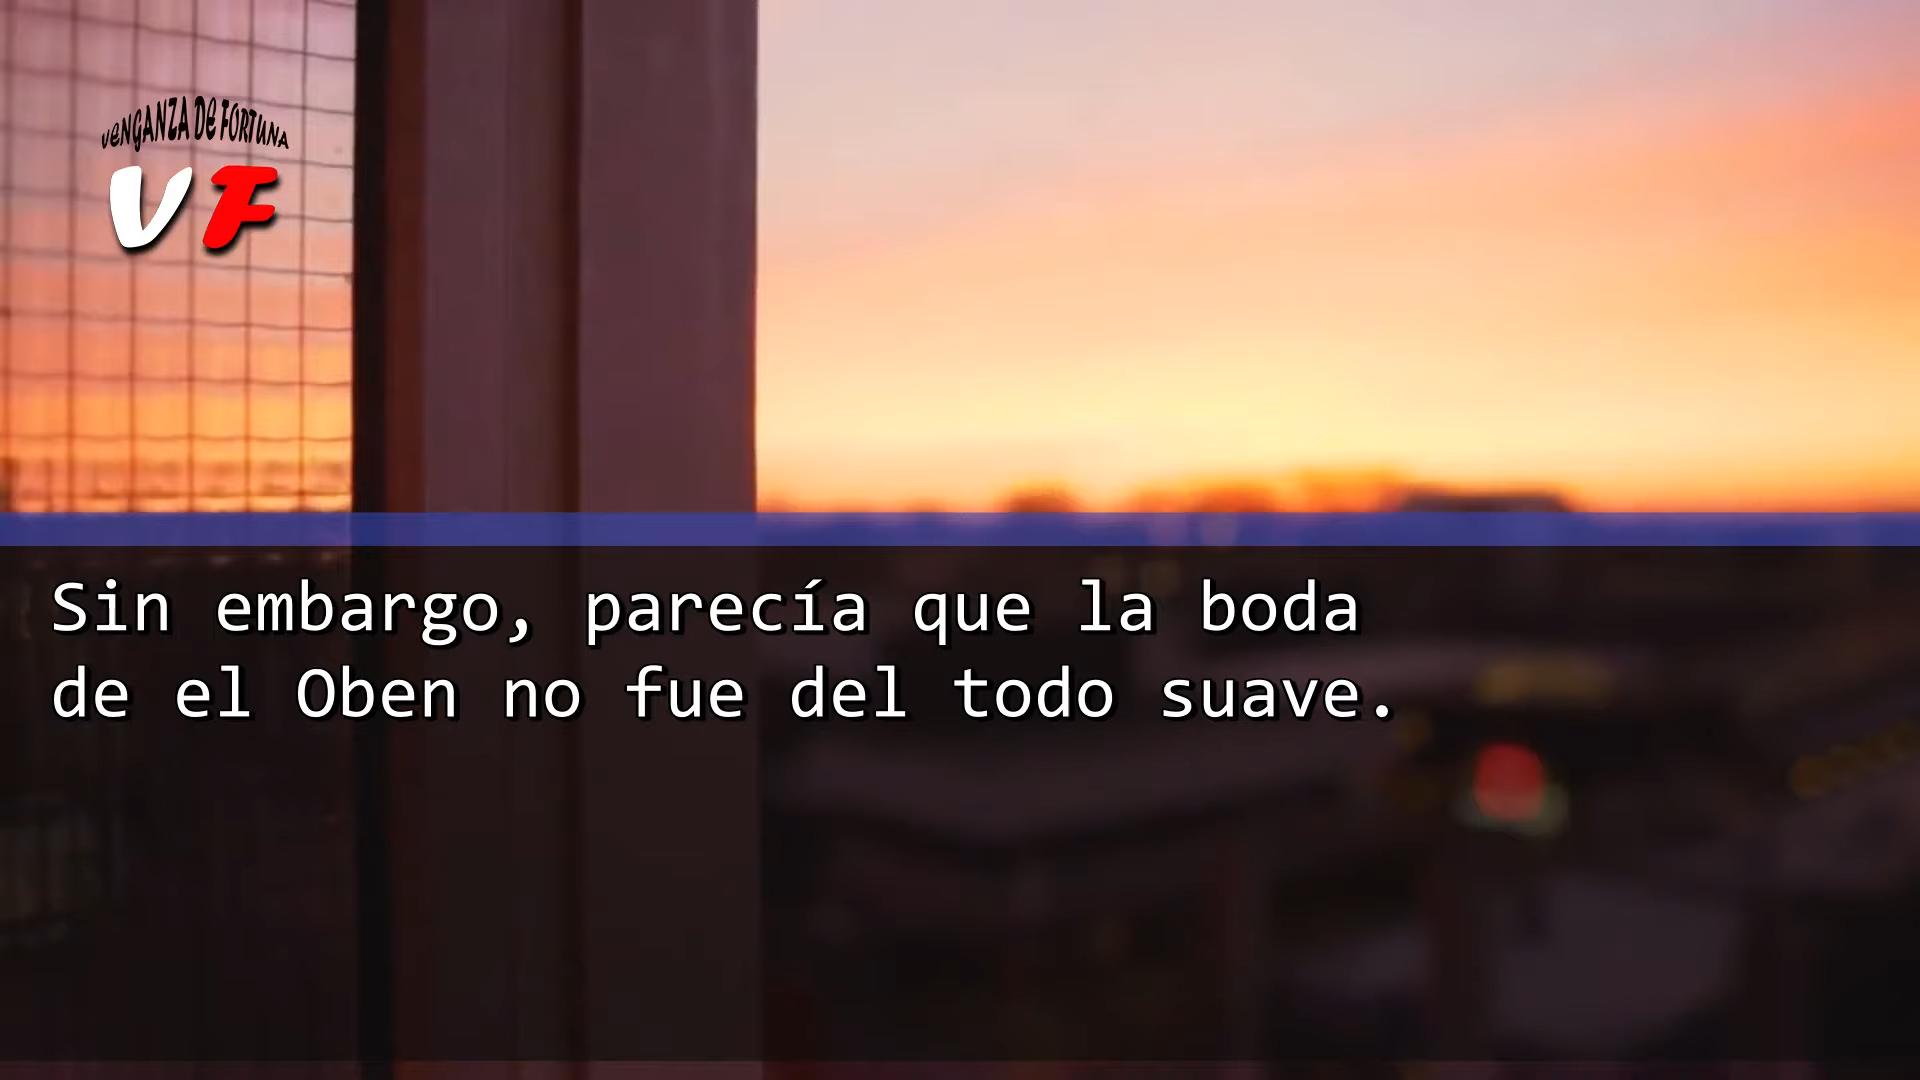 VENGANZA DE FORTUNA
VF
Sin embargo, parecía que la boda
de el Oben no fue del todo suave.